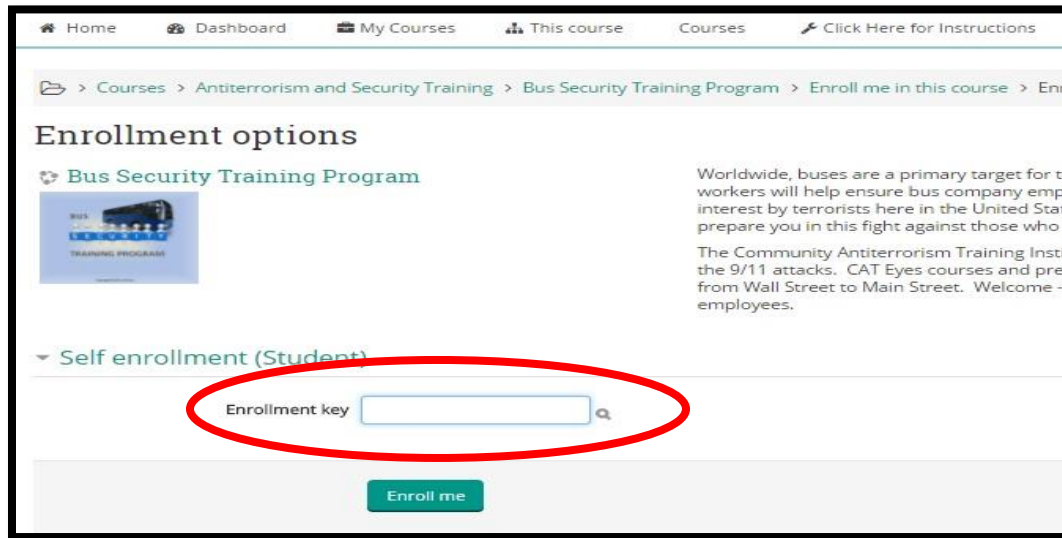 Home Dashboard My Courses This course Courses Click Here for Instructions
> Courses > Antiterrorism and Security Training > Bus Security Training Program > Enroll me in this course >
Enrollment options
Bus Security Training Program
BUS
SECURITY
TRAINING PROGRAM
Worldwide, buses are a primary target for
workers will help ensure bus company
interest by terrorists here in the United
prepare you in this fight against those who
The Community Antiterrorism Training
the 9/11 attacks. CAT Eyes courses and
from Wall Street to Main Street. Welcome -
employees.
Self enrollment (Student)
Enrollment key
Enroll me